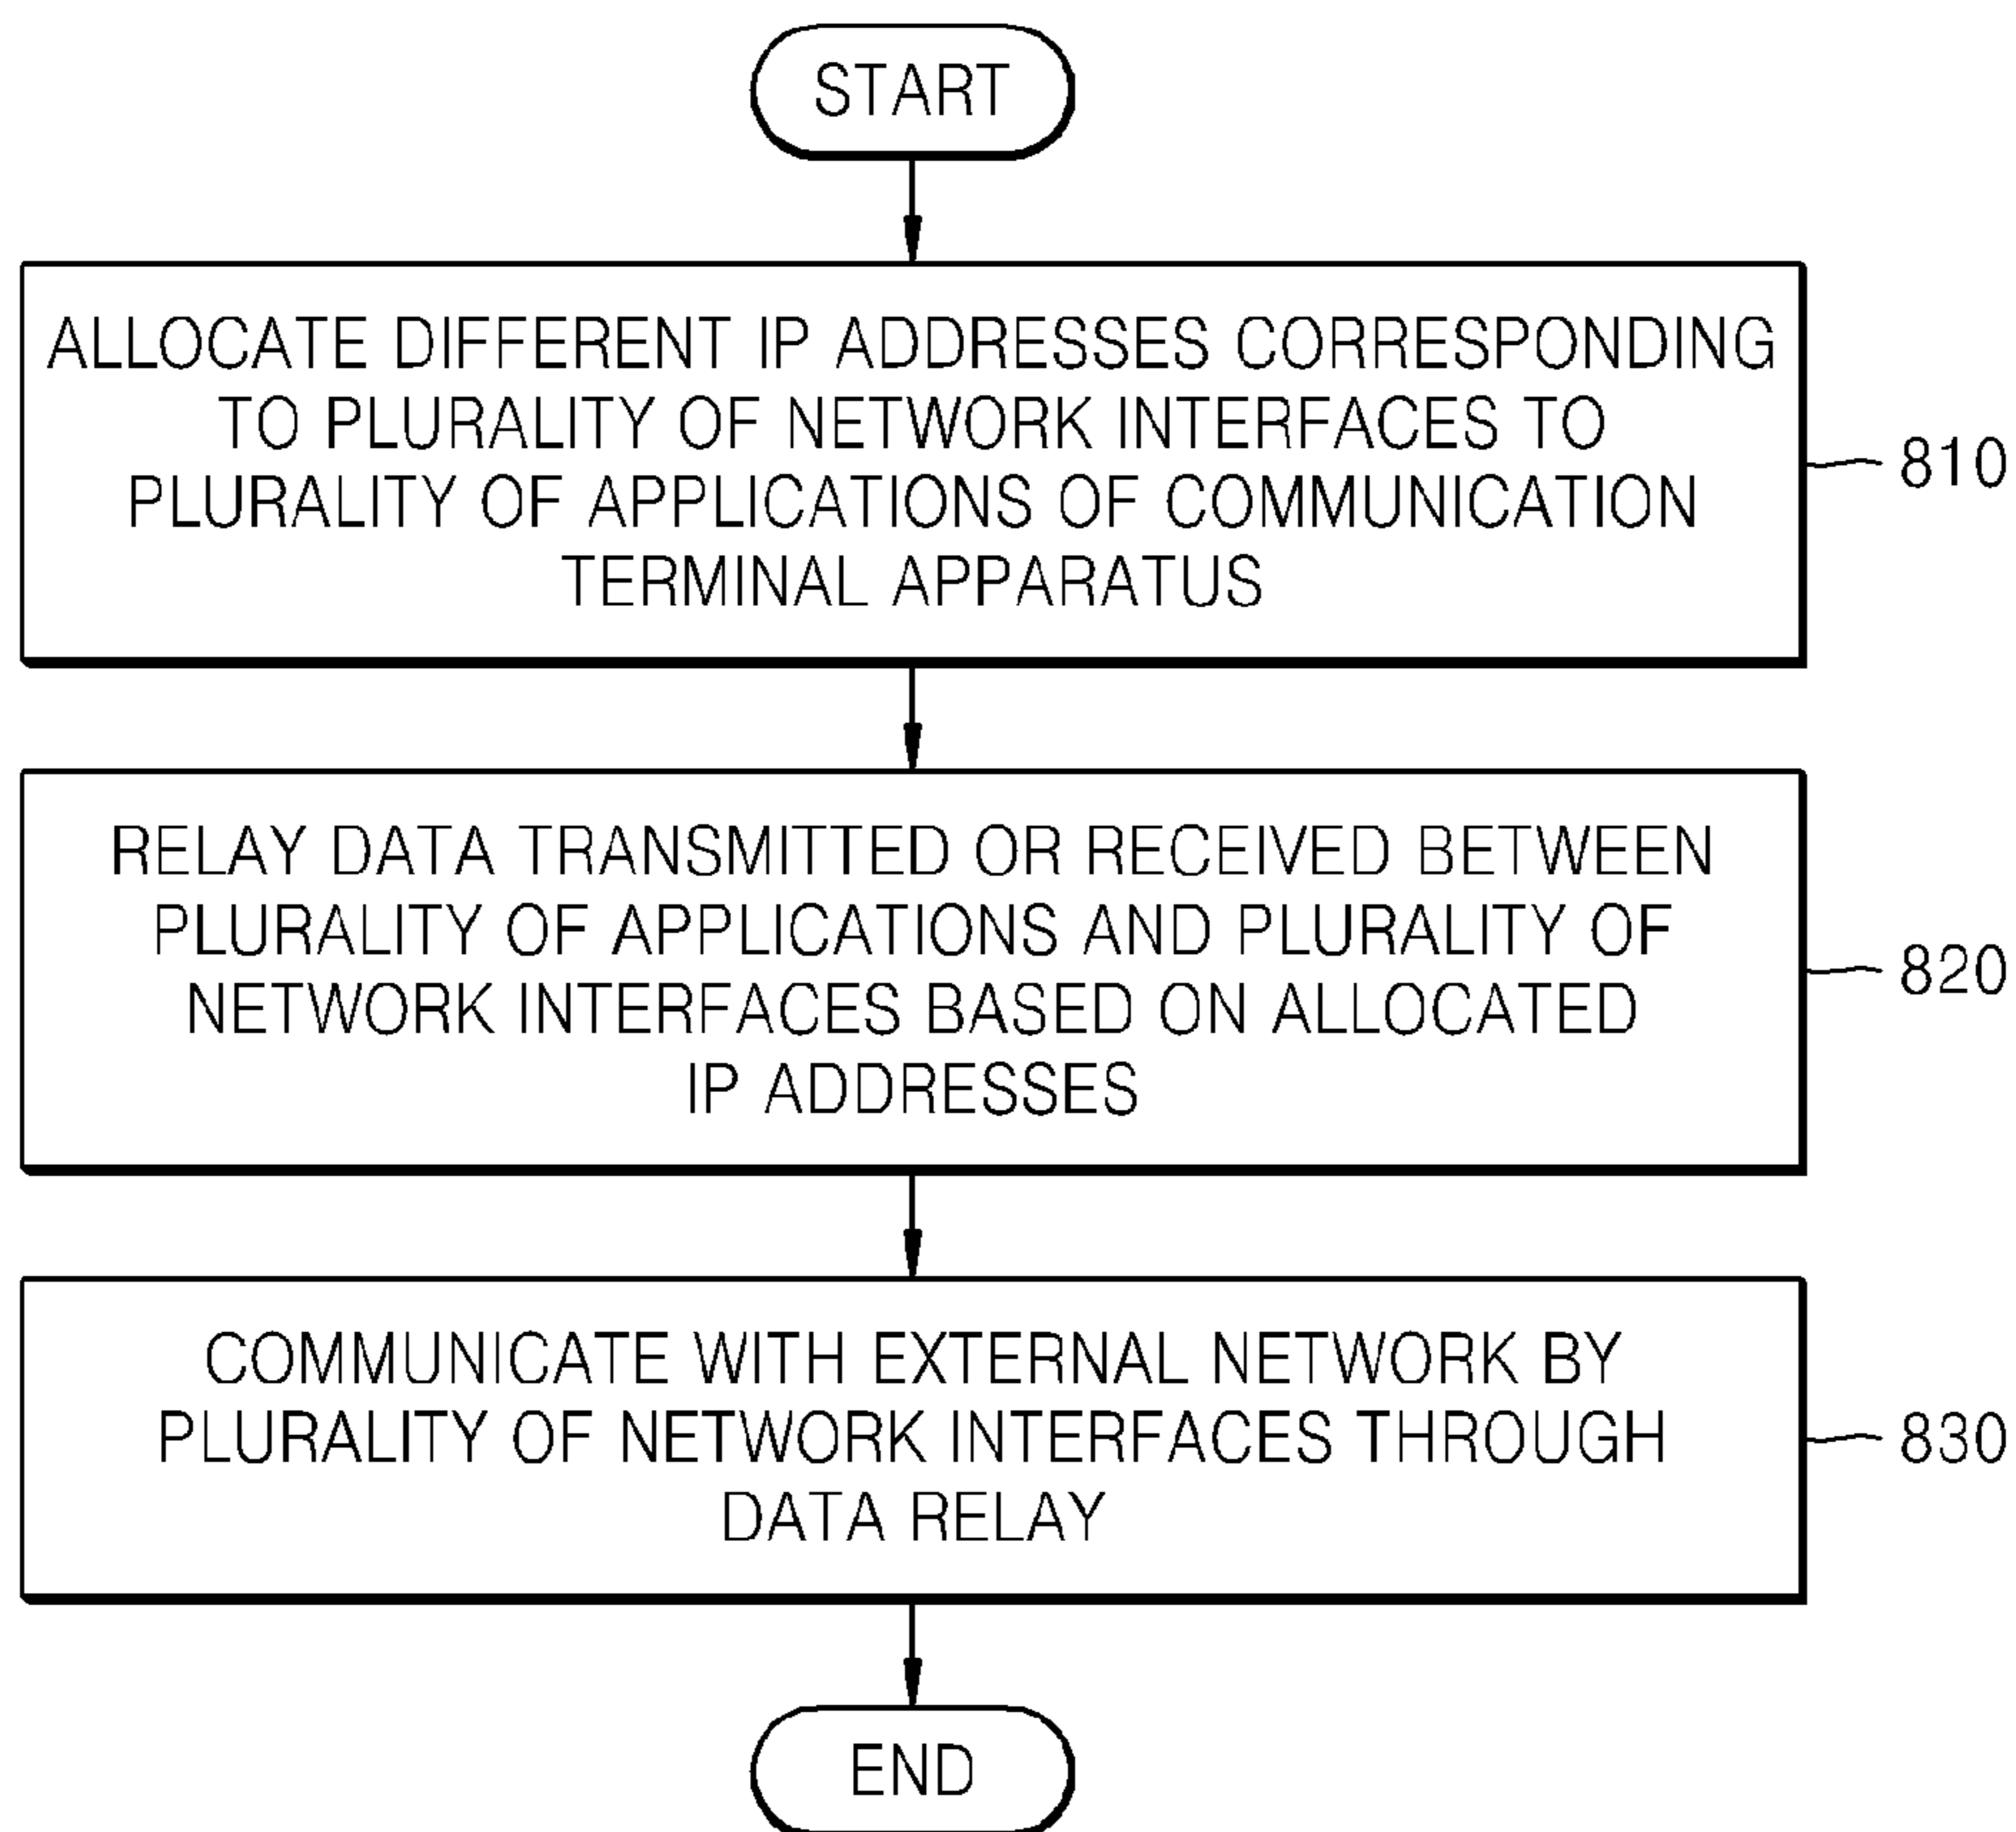 START
ALLOCATE DIFFERENT IP ADDRESSES CORRESPONDING
TO PLURALITY OF NETWORK INTERFACES TO
PLURALITY OF APPLICATIONS OF COMMUNICATION
TERMINAL APPARATUS
810
RELAY DATA TRANSMITTED OR RECEIVED BETWEEN
PLURALITY OF APPLICATIONS AND PLURALITY OF
NETWORK INTERFACES BASED ON ALLOCATED
IP ADDRESSES
820
COMMUNICATE WITH EXTERNAL NETWORK BY
PLURALITY OF NETWORK INTERFACES THROUGH
DATA RELAY
830
END